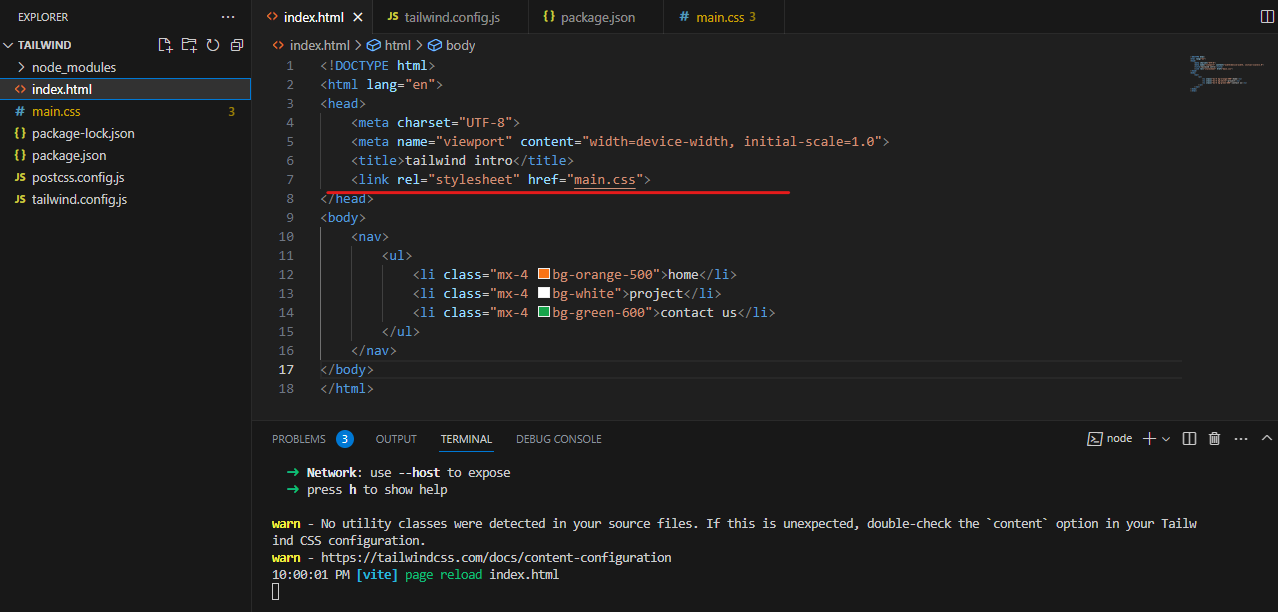 EXPLORER ···
TAILWIND
node_modules
<> index.html
# main.css 3
{} package-lock.json
{} package.json
JS postcss.config.js
JS tailwind.config.js
<> index.html × JS tailwind.config.js {} package.json # main.css 3
<> index.html > html > body
1 <!DOCTYPE html>
2 <html lang="en">
3 <head>
4 <meta charset="UTF-8">
5 <meta name="viewport" content="width=device-width, initial-scale=1.0">
6 <title>tailwind intro</title>
7 <link rel="stylesheet" href="main.css">
8 </head>
9 <body>
10 <nav>
11 <ul>
12 <li class="mx-4 bg-orange-500">home</li>
13 <li class="mx-4 bg-white">project</li>
14 <li class="mx-4 bg-green-600">contact us</li>
15 </ul>
16 </nav>
17 </body>
18 </html>
PROBLEMS 3 OUTPUT TERMINAL DEBUG CONSOLE node
→ Network: use --host to expose
→ press h to show help
warn - No utility classes were detected in your source files. If this is unexpected, double-check the `content` option in your Tailw
ind CSS configuration.
warn - https://tailwindcss.com/docs/content-configuration
10:00:01 PM [vite] page reload index.html